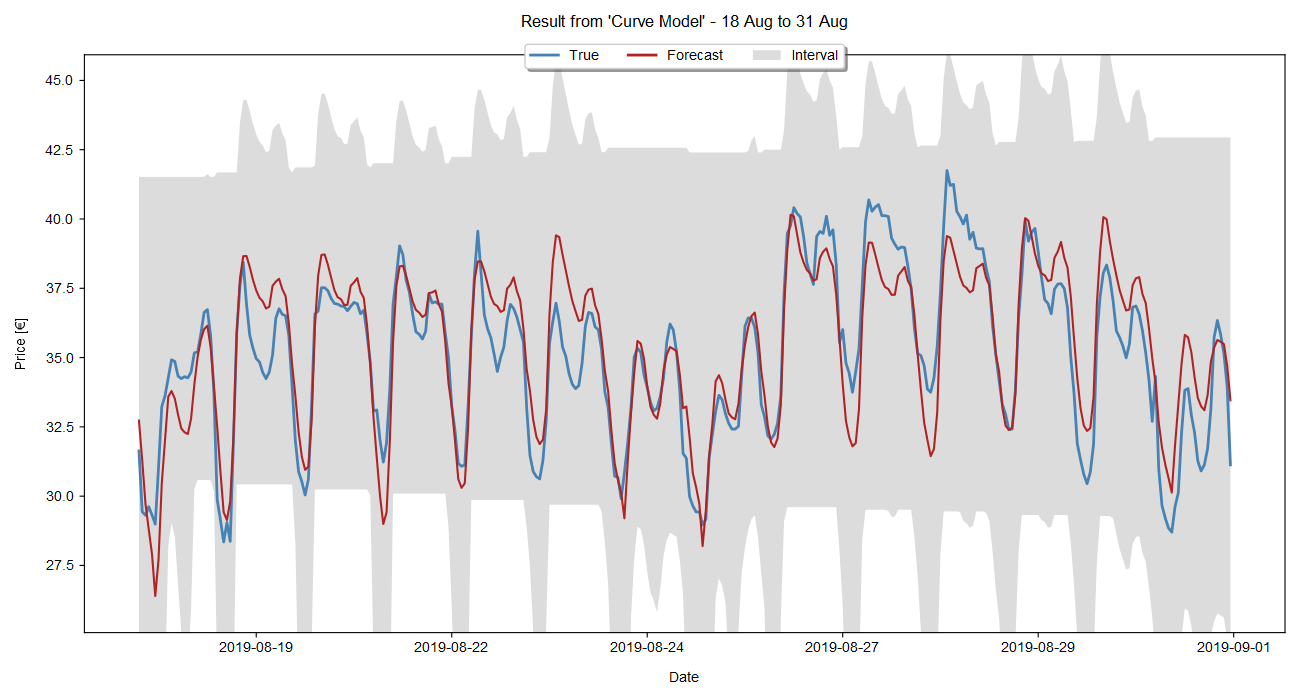 Result from 'Curve Model' - 18 Aug to 31 Aug
True Forecast Interval
45.0
42.5
40.0
37.5
35.0
32.5
30.0
27.5
Price [€]
2019-08-19 2019-08-22 2019-08-24 2019-08-27 2019-08-29 2019-09-01
Date